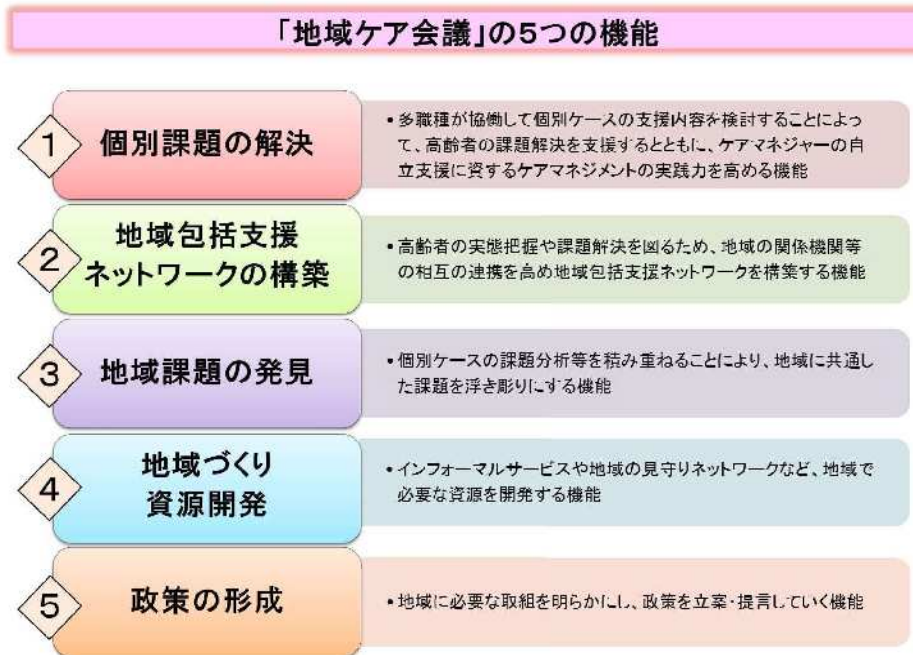 「地域ケア会議」の５つの機能
1
個別課題の解決
•多職種が協働して個別ケースの支援内容を検討することによっ
て、高齢者の課題解決を支援するとともに、ケアマネジャーの自
立支援に資するケアマネジメントの実践力を高める機能
2
地域包括支援
ネットワークの構築
•高齢者の実態把握や課題解決を図るため、地域の関係機関等
の相互の連携を高め地域包括支援ネットワークを構築する機能
3
地域課題の発見
•個別ケースの課題分析等を積み重ねることにより、地域に共通し
た課題を浮き彫りにする機能
4
地域づくり
資源開発
•インフォーマルサービスや地域の見守りネットワークなど、地域で
必要な資源を開発する機能
5
政策の形成
•地域に必要な取組を明らかにし、政策を立案・提言していく機能